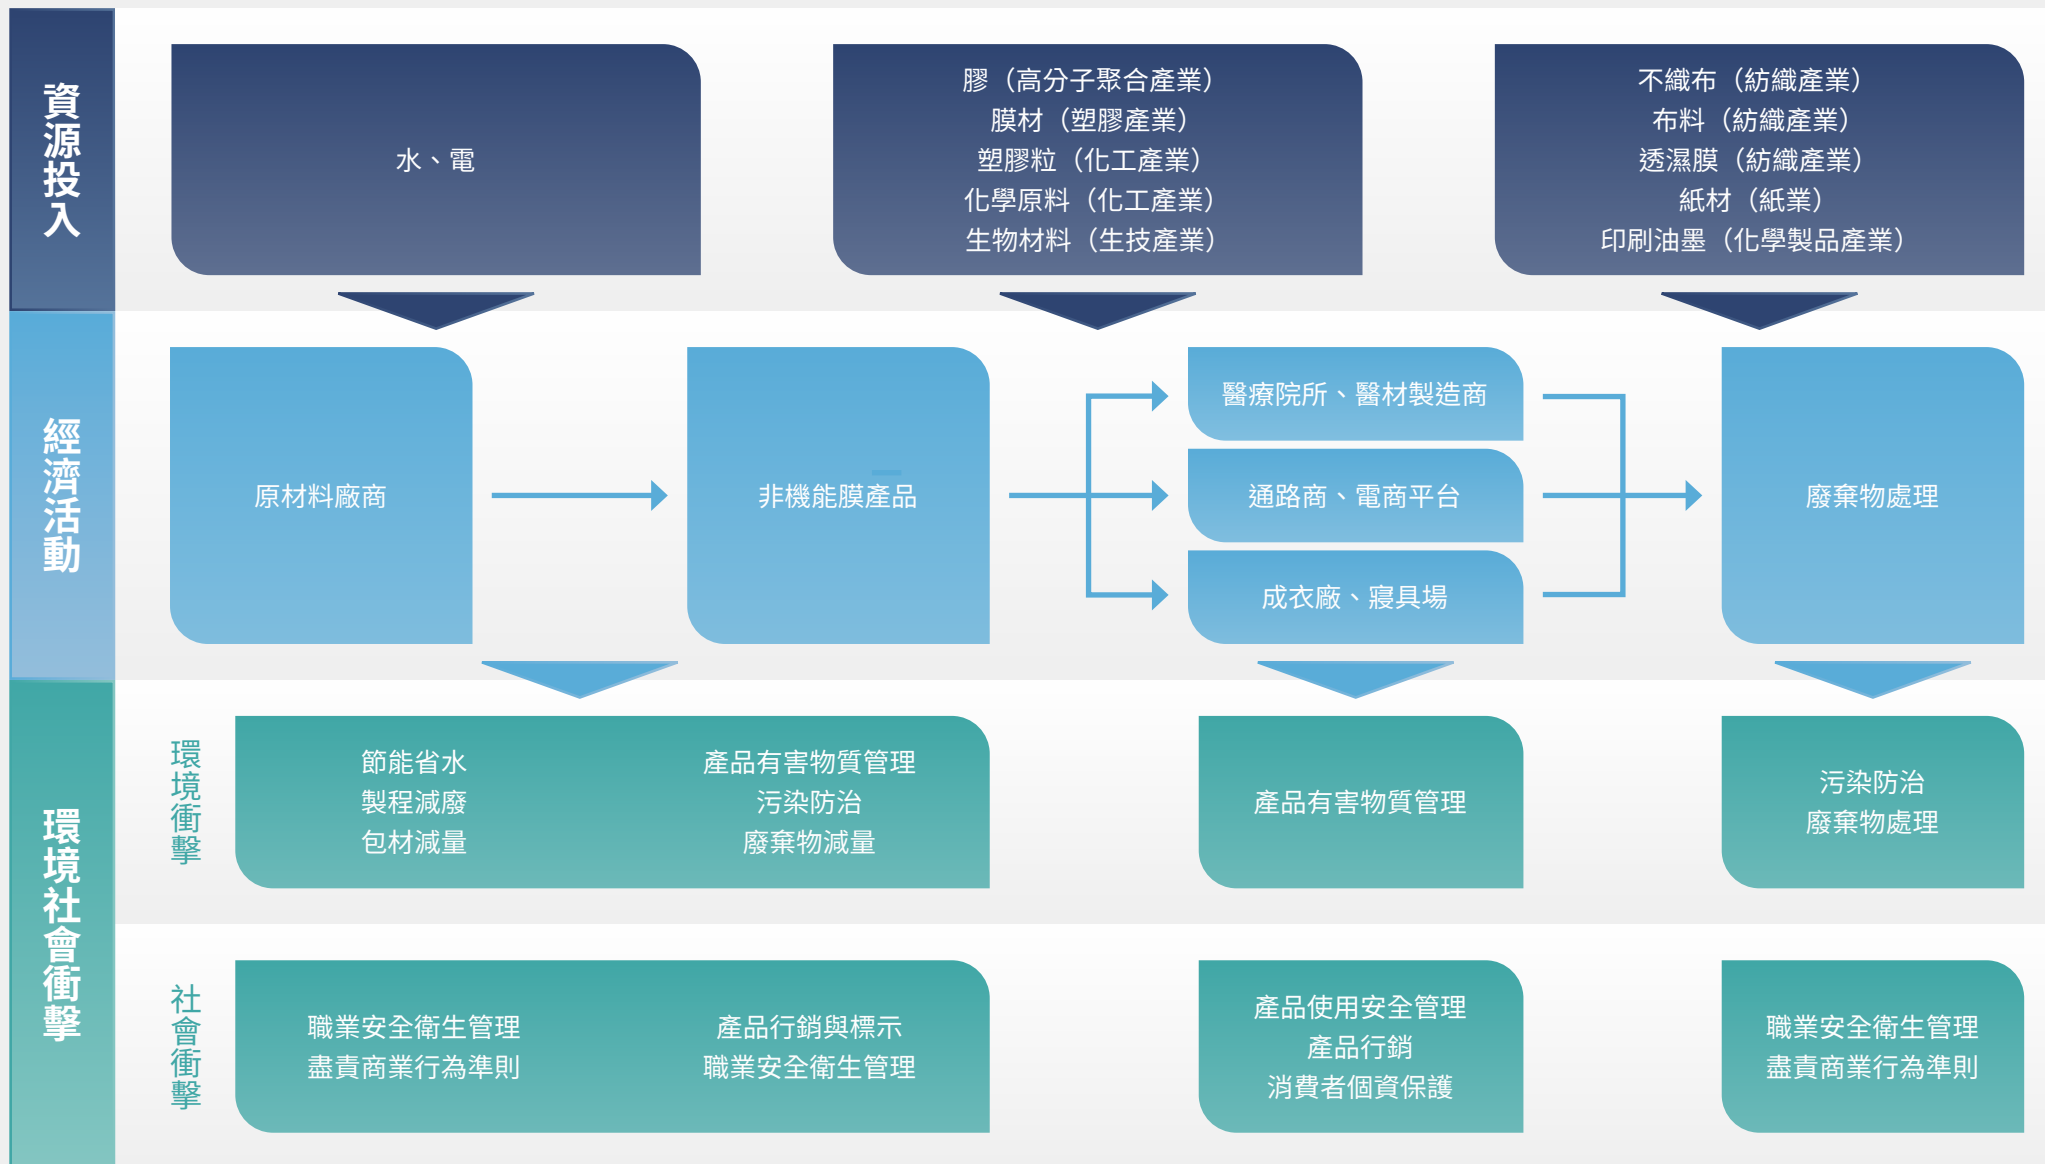 資源投入
水、電
膠（高分子聚合產業）
膜材（塑膠產業）
塑膠粒（化工產業）
化學原料（化工產業）
生物材料（生技產業）
不織布（紡織產業）
布料（紡織產業）
透濕膜（紡織產業）
紙材（紙業）
印刷油墨（化學製品產業）
經濟活動
原材料廠商
非機能膜產品
醫療院所、醫材製造商
通路商、電商平台
成衣廠、寢具場
廢棄物處理
環境社會衝擊
環境衝擊
節能省水
製程減廢
包材減量
產品有害物質管理
污染防治
廢棄物減量
產品有害物質管理
污染防治
廢棄物處理
社會衝擊
職業安全衛生管理
盡責商業行為準則
產品行銷與標示
職業安全衛生管理
產品使用安全管理
產品行銷
消費者個資保護
職業安全衛生管理
盡責商業行為準則